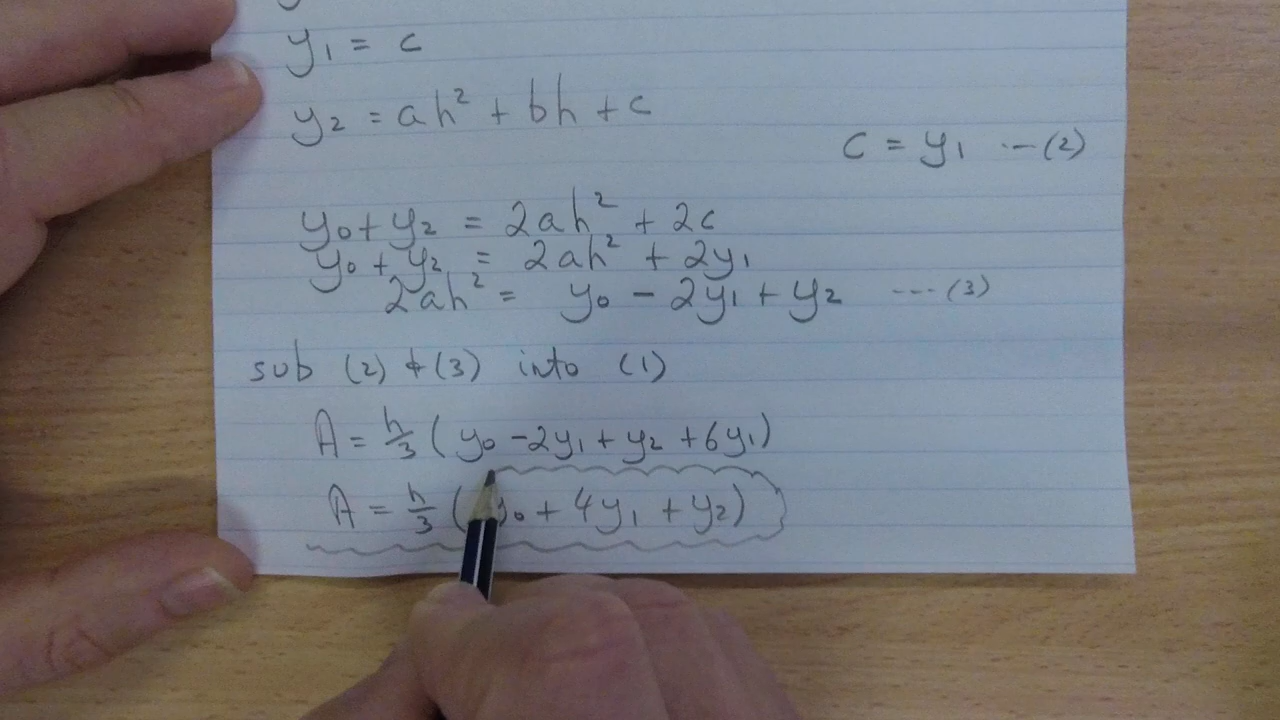 y₁ = c
y₂ = ah² + bh + c
c = y₁ ---(2)
y₀ + y₂ = 2ah² + 2c
y₀ + y₂ = 2ah² + 2y₁
2ah² = y₀ - 2y₁ + y₂ ----(3)
sub (2) & (3) into (1)
A = h/3 (y₀ - 2y₁ + y₂ + 6y₁)
A = h/3 (y₀ + 4y₁ + y₂)